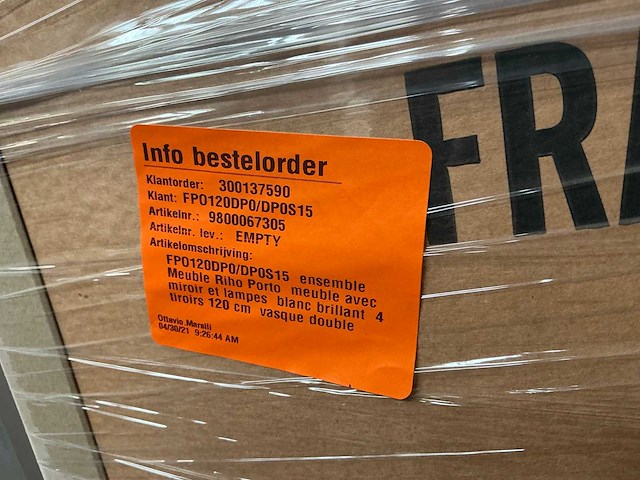 Info bestelorder
Klantorder: 300137590
Klant: FPO120DP0/DP0S15
Artikelnr.: 9800067305
Artikelnr. lev.: EMPTY
Artikelomschrijving:
FPO120DP0/DP0S15 ensemble
Meuble Riho Porto meuble avec
miroir et lampes blanc brillant 4
tiroirs 120 cm vasque double
Ottavio Marsili
04/30/21 9:26:44 AM
FRA